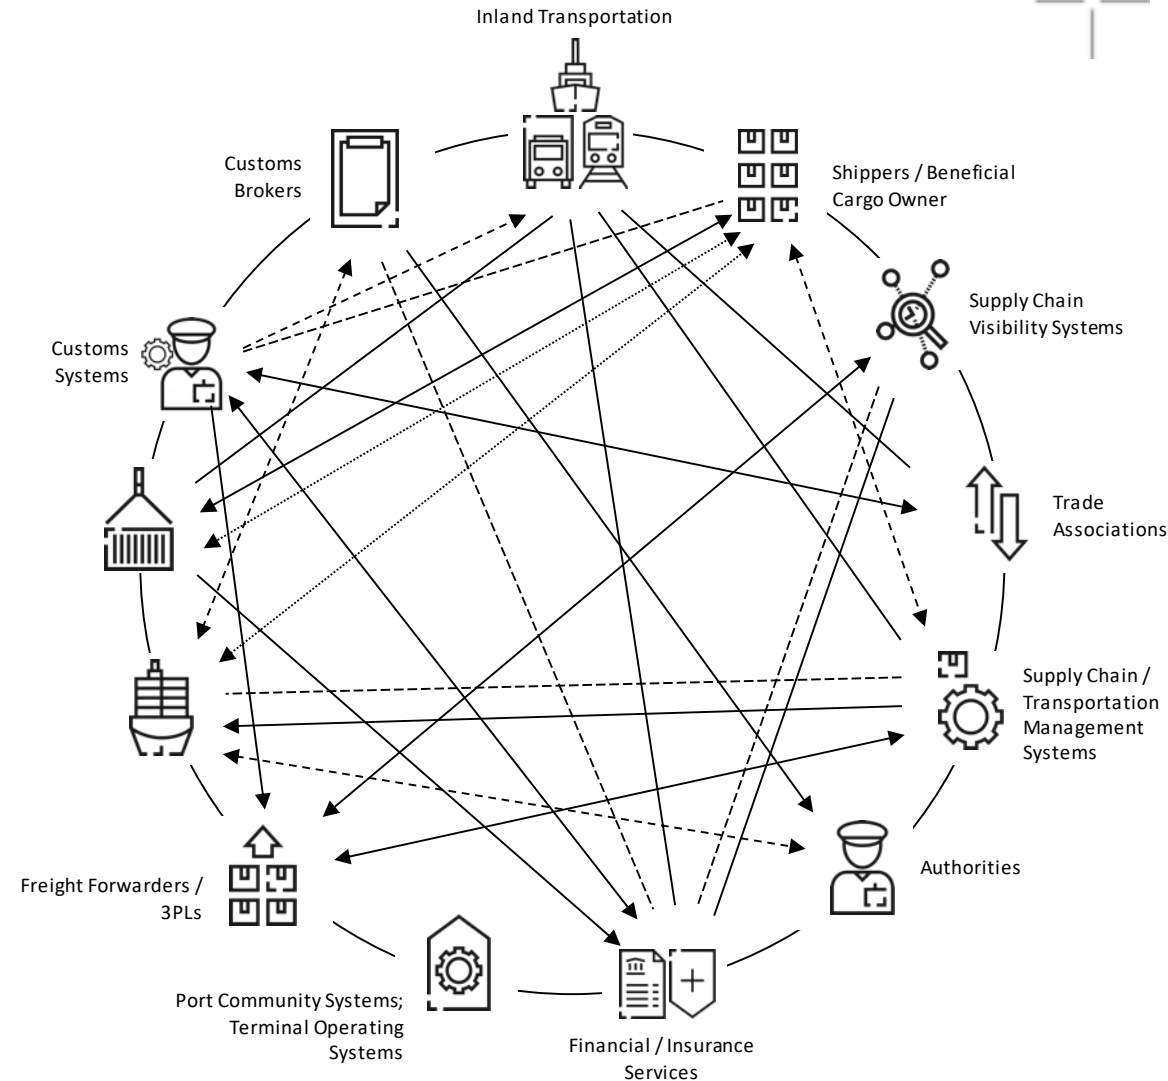 Inland Transportation
Customs
Brokers
Shippers / Beneficial
Cargo Owner
Supply Chain
Visibility Systems
Customs
Systems
Trade
Associations
Supply Chain /
Transportation
Management
Systems
Authorities
Freight Forwarders /
3PLs
Port Community Systems;
Terminal Operating
Systems
Financial / Insurance
Services